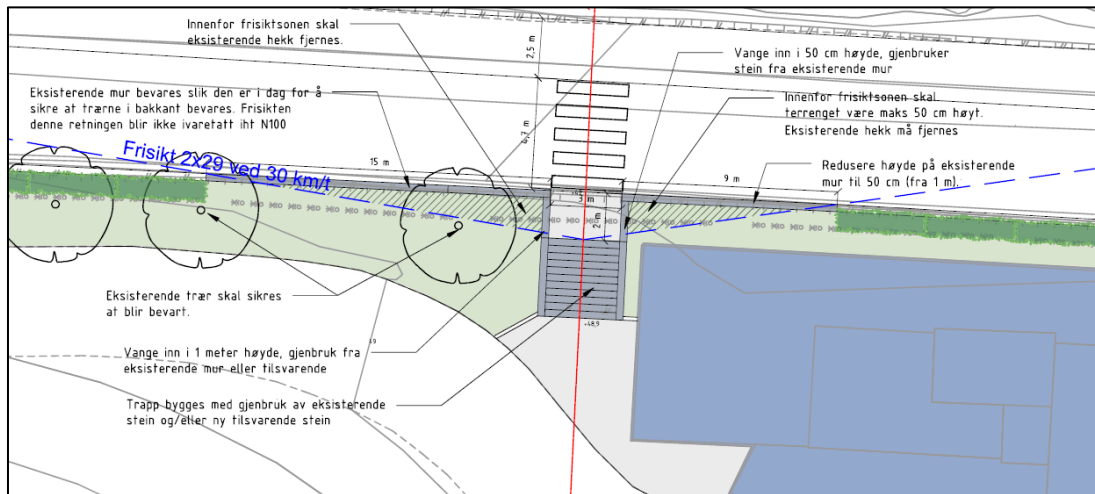 Innenfor frisiktsonen skal
eksisterende hekk fjernes.
2,5 m
Vange inn i 50 cm høyde, gjenbruker
stein fra eksisterende mur
Eksisterende mur bevares slik den er i dag for å
sikre at trærne i bakkant bevares. Frisikten
denne retningen blir ikke ivaretatt iht N100
4,7 m
Innenfor frisiktsonen skal
terrenget være maks 50 cm høyt.
Eksisterende hekk må fjernes
Frisikt 2x29 ved 30 km/t
15 m
9 m
Redusere høyde på eksisterende
mur til 50 cm (fra 1 m).
3 m
2 m
Eksisterende trær skal sikres
at blir bevart.
+48,9
Vange inn i 1 meter høyde, gjenbruk fra
eksisterende mur eller tilsvarende
Trapp bygges med gjenbruk av eksisterende
stein og/eller ny tilsvarende stein